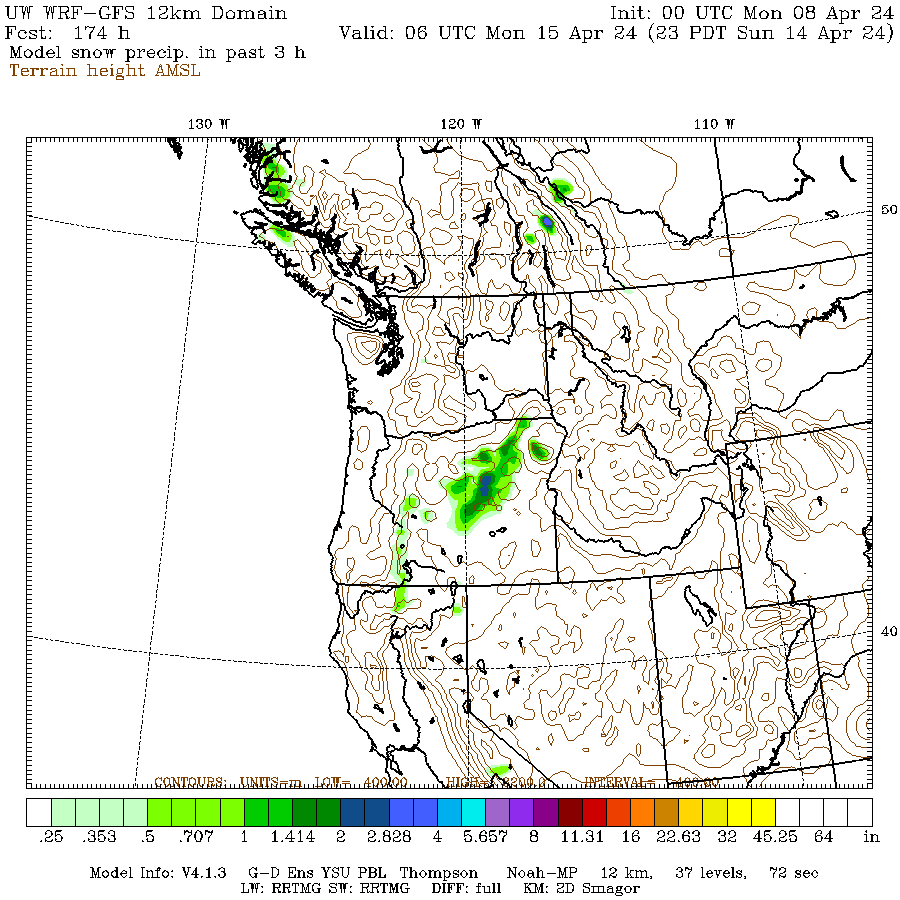 UW WRF-GFS 12km Domain Init: 00 UTC Mon 08 Apr 24
Fcst: 174 h Valid: 06 UTC Mon 15 Apr 24 (23 PDT Sun 14 Apr 24)
Model snow precip. in past 3 h
Terrain height AMSL
130 W 120 W 110 W
50
40
CONTOURS: UNITS=m LOW= 400.00 HIGH= 3200.0 INTERVAL= 400.00
.25 .353 .5 .707 1 1.414 2 2.828 4 5.657 8 11.31 16 22.63 32 45.25 64 in
Model Info: V4.1.3 G-D Ens YSU PBL Thompson Noah-MP 12 km, 37 levels, 72 sec
LW: RRTMG SW: RRTMG DIFF: full KM: 2D Smagor